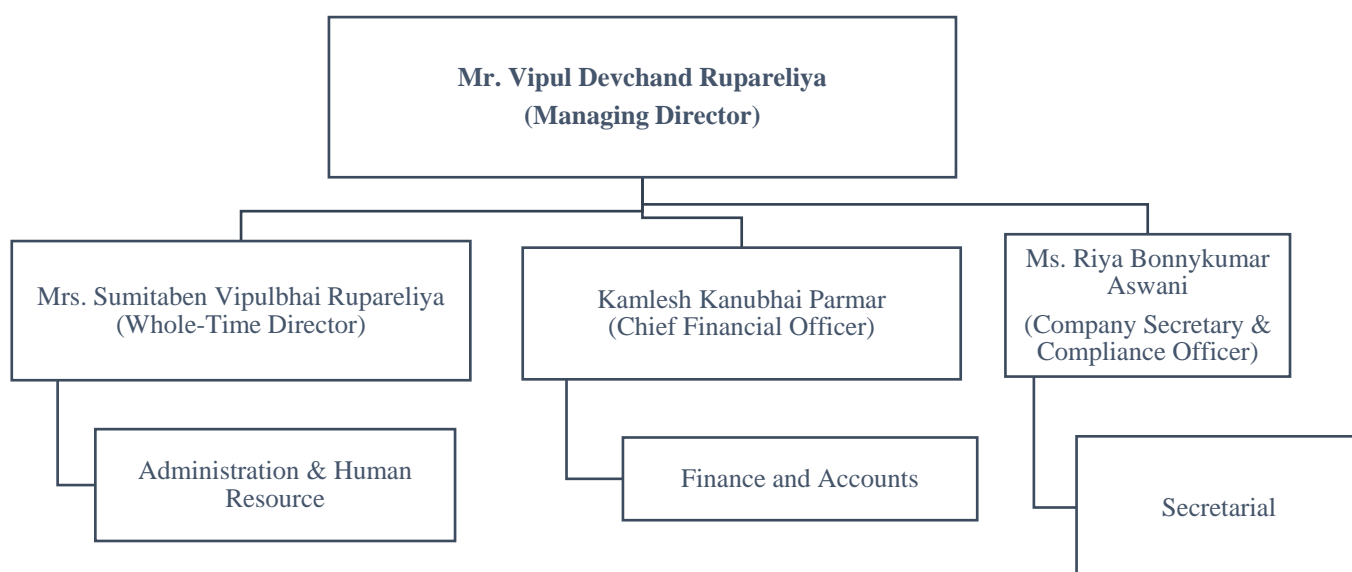 Mr. Vipul Devchand Rupareliya
(Managing Director)
Mrs. Sumitaben Vipulbhai Rupareliya
(Whole-Time Director)
Kamlesh Kanubhai Parmar
(Chief Financial Officer)
Ms. Riya Bonnykumar
Aswani
(Company Secretary &
Compliance Officer)
Administration & Human
Resource
Finance and Accounts
Secretarial